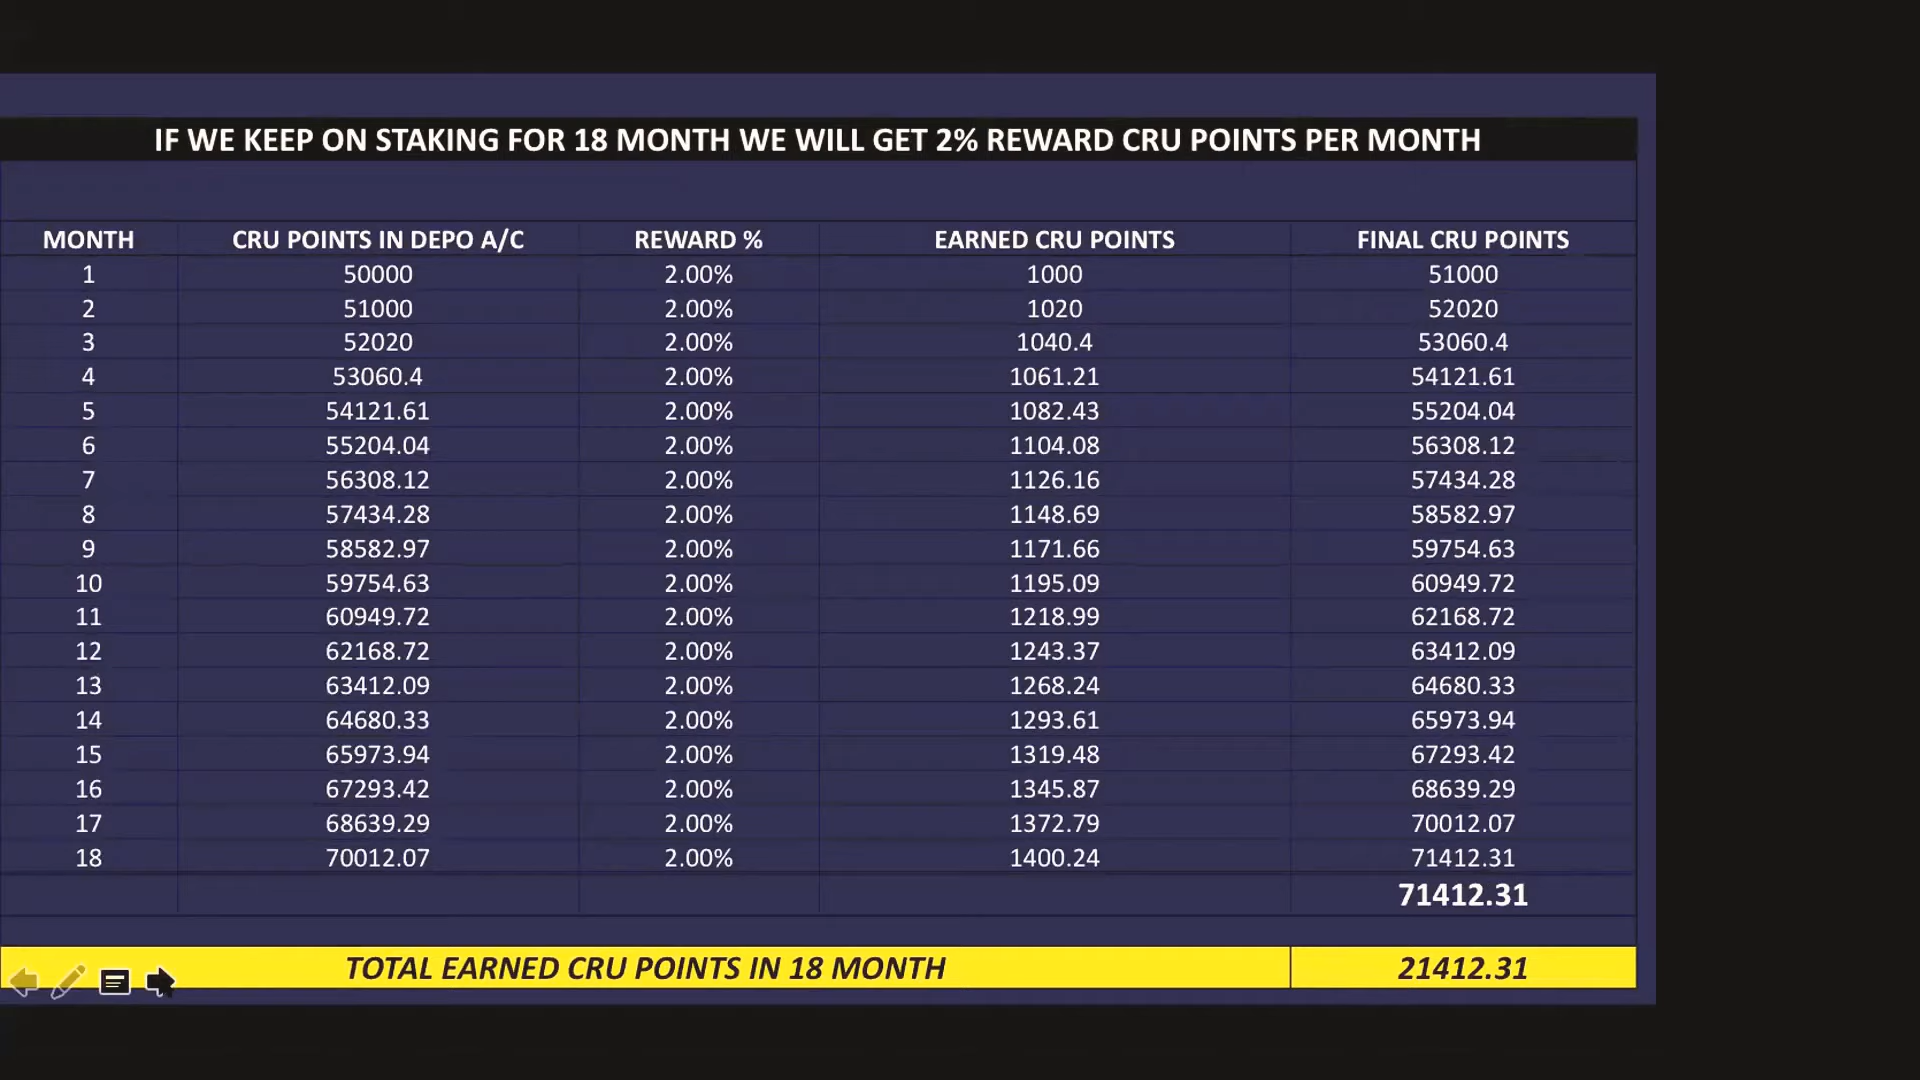 IF WE KEEP ON STAKING FOR 18 MONTH WE WILL GET 2% REWARD CRU POINTS PER MONTH
MONTH CRU POINTS IN DEPO A/C REWARD % EARNED CRU POINTS FINAL CRU POINTS
1 50000 2.00% 1000 51000
2 51000 2.00% 1020 52020
3 52020 2.00% 1040.4 53060.4
4 53060.4 2.00% 1061.21 54121.61
5 54121.61 2.00% 1082.43 55204.04
6 55204.04 2.00% 1104.08 56308.12
7 56308.12 2.00% 1126.16 57434.28
8 57434.28 2.00% 1148.69 58582.97
9 58582.97 2.00% 1171.66 59754.63
10 59754.63 2.00% 1195.09 60949.72
11 60949.72 2.00% 1218.99 62168.72
12 62168.72 2.00% 1243.37 63412.09
13 63412.09 2.00% 1268.24 64680.33
14 64680.33 2.00% 1293.61 65973.94
15 65973.94 2.00% 1319.48 67293.42
16 67293.42 2.00% 1345.87 68639.29
17 68639.29 2.00% 1372.79 70012.07
18 70012.07 2.00% 1400.24 71412.31
71412.31
TOTAL EARNED CRU POINTS IN 18 MONTH 21412.31